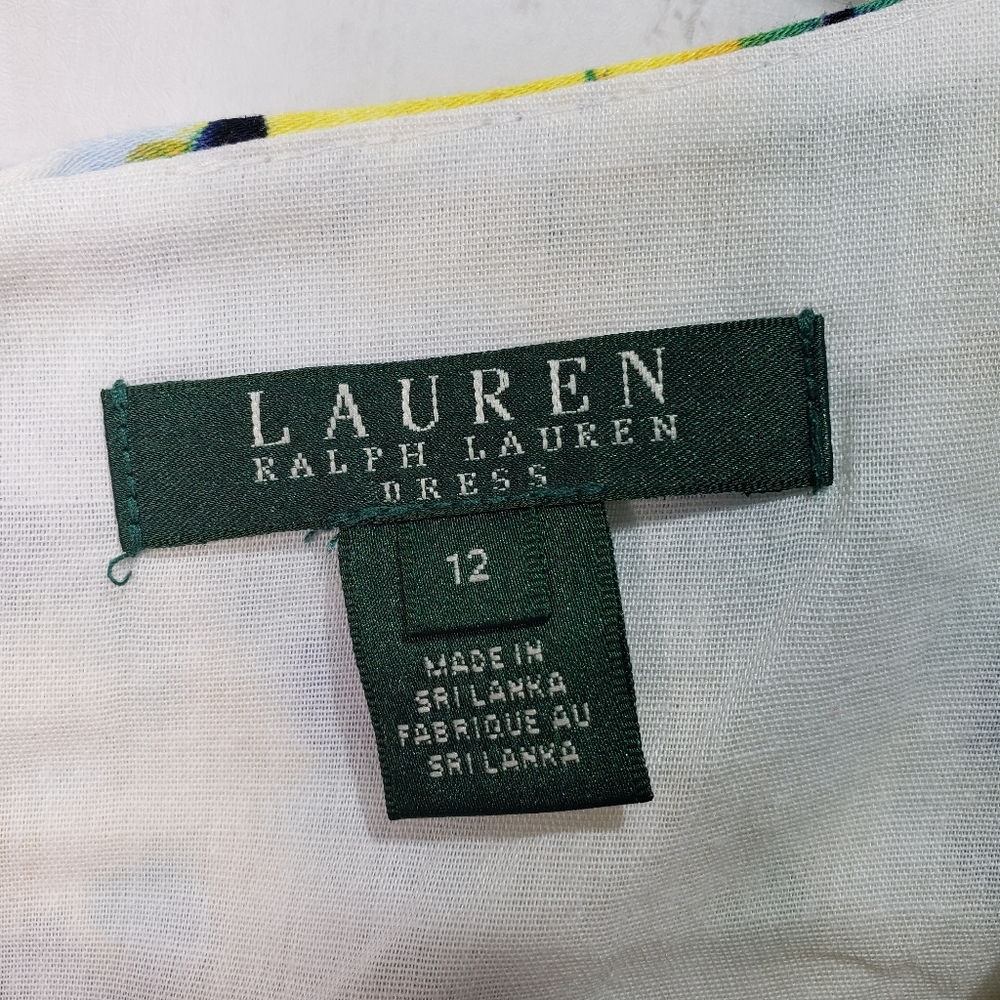 LAUREN
RALPH LAUREN
DRESS
12
MADE IN
SRI LANKA
FABRIQUE AU
SRI LANKA